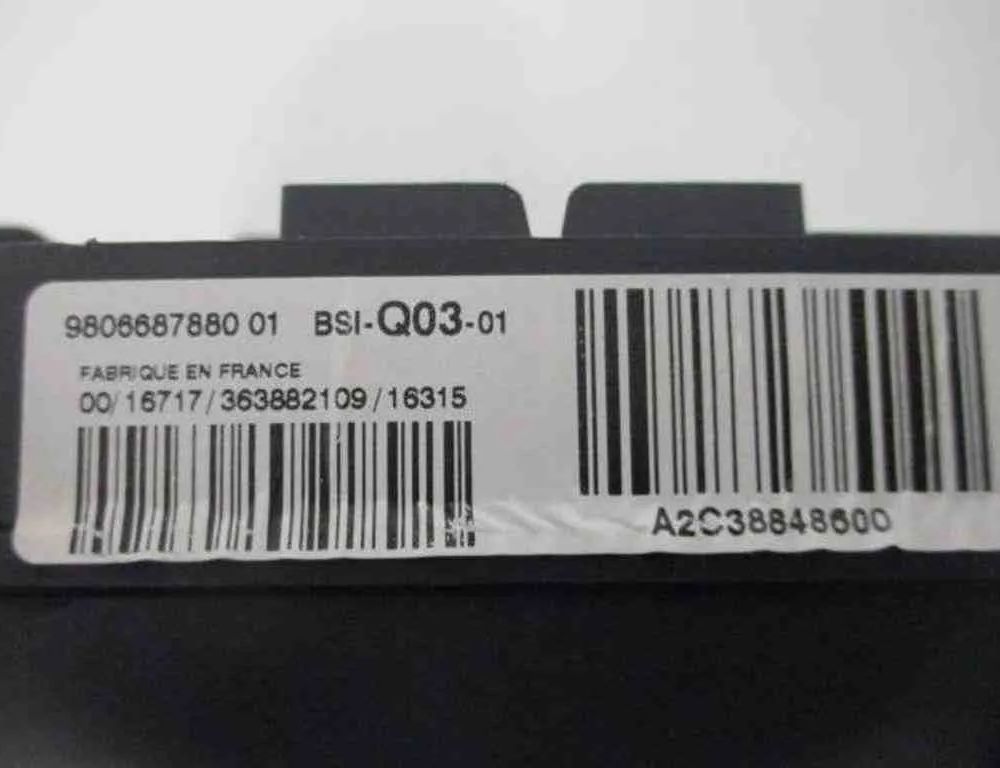 9806687880 01 BSI-Q03-01
FABRIQUE EN FRANCE
00/16717/363882109/16315
A2C38848600